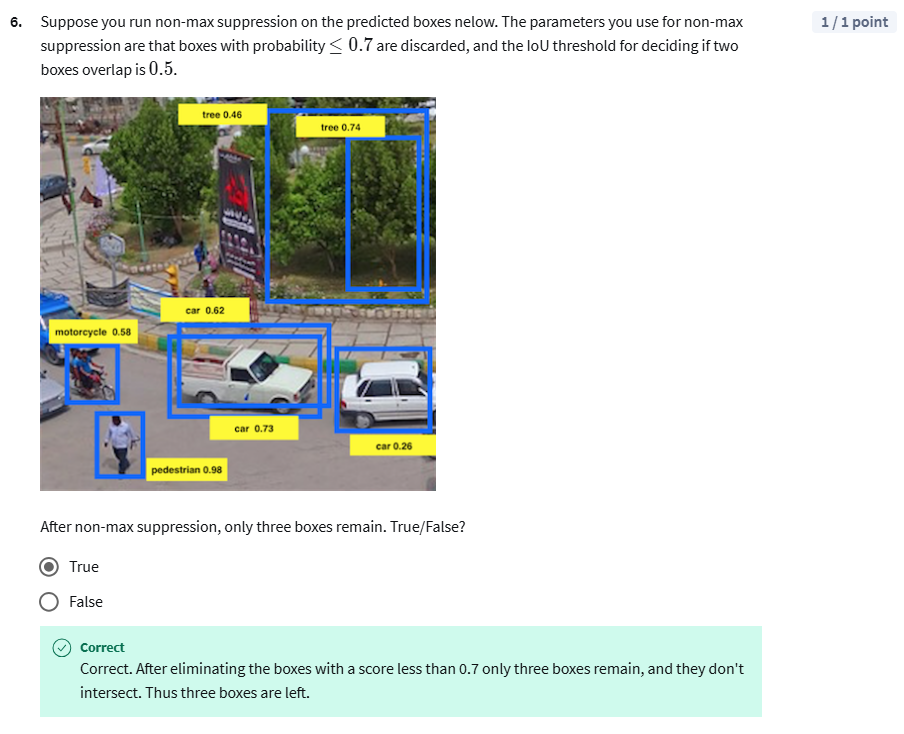 6. Suppose you run non-max suppression on the predicted boxes nelow. The parameters you use for non-max
1 / 1 point
suppression are that boxes with probability ≤ 0.7 are discarded, and the IoU threshold for deciding if two
boxes overlap is 0.5.
tree 0.46
tree 0.74
car 0.62
motorcycle 0.58
car 0.73
car 0.26
pedestrian 0.98
After non-max suppression, only three boxes remain. True/False?
True
False
Correct
Correct. After eliminating the boxes with a score less than 0.7 only three boxes remain, and they don't
intersect. Thus three boxes are left.